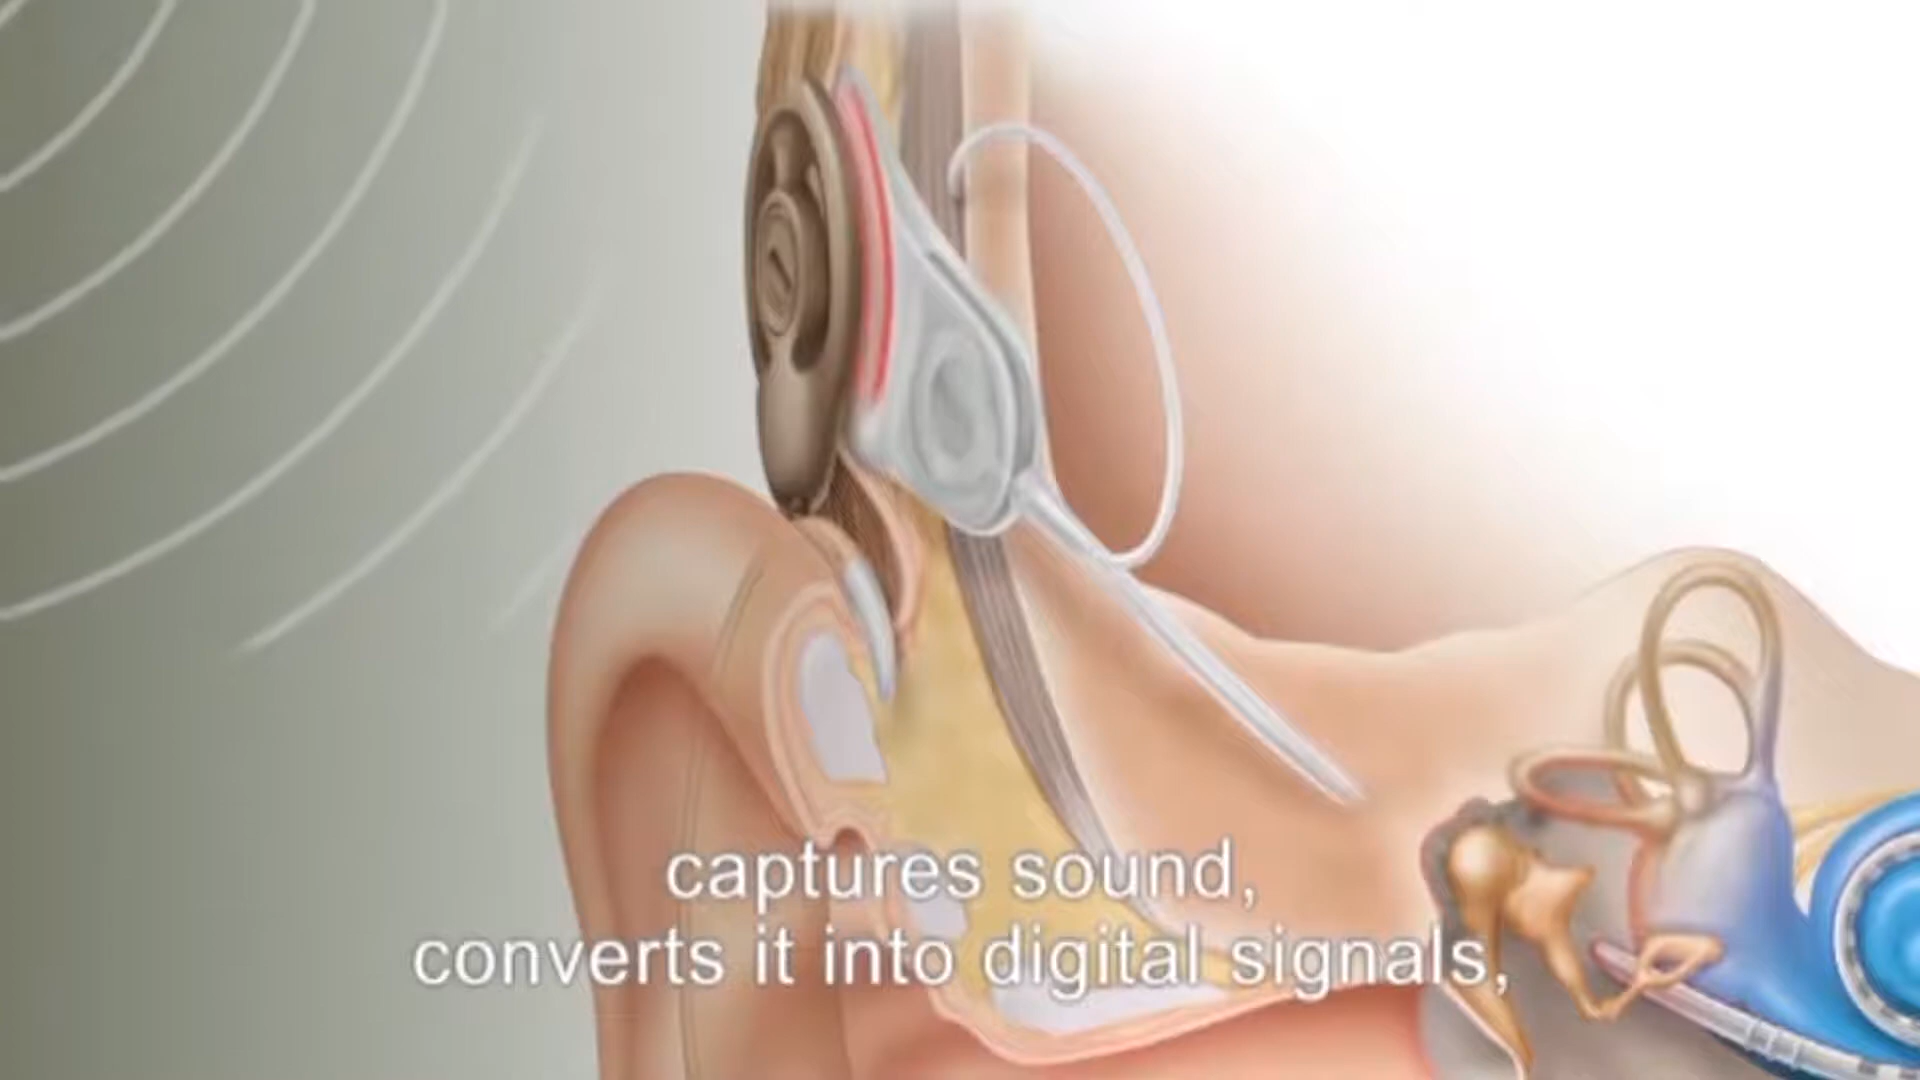 captures sound,
converts it into digital signals,